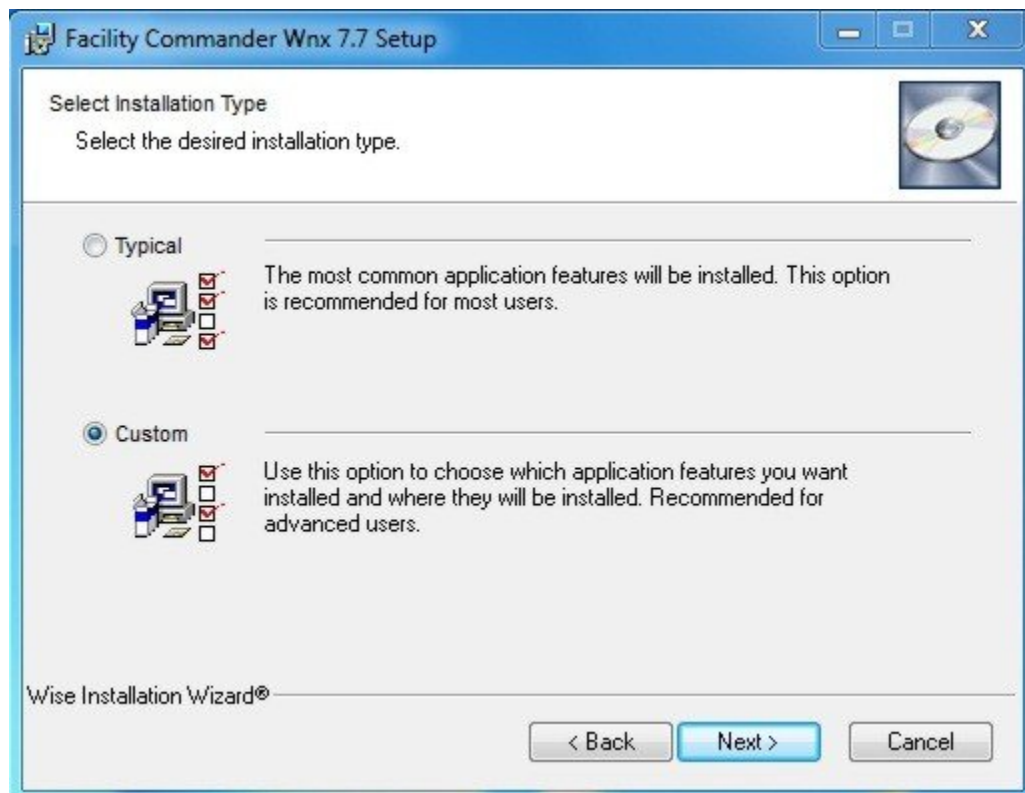 Facility Commander Wnx 7.7 Setup
Select Installation Type
Select the desired installation type.
Typical
The most common application features will be installed. This option
is recommended for most users.
Custom
Use this option to choose which application features you want
installed and where they will be installed. Recommended for
advanced users.
Wise Installation Wizard®
< Back Next > Cancel